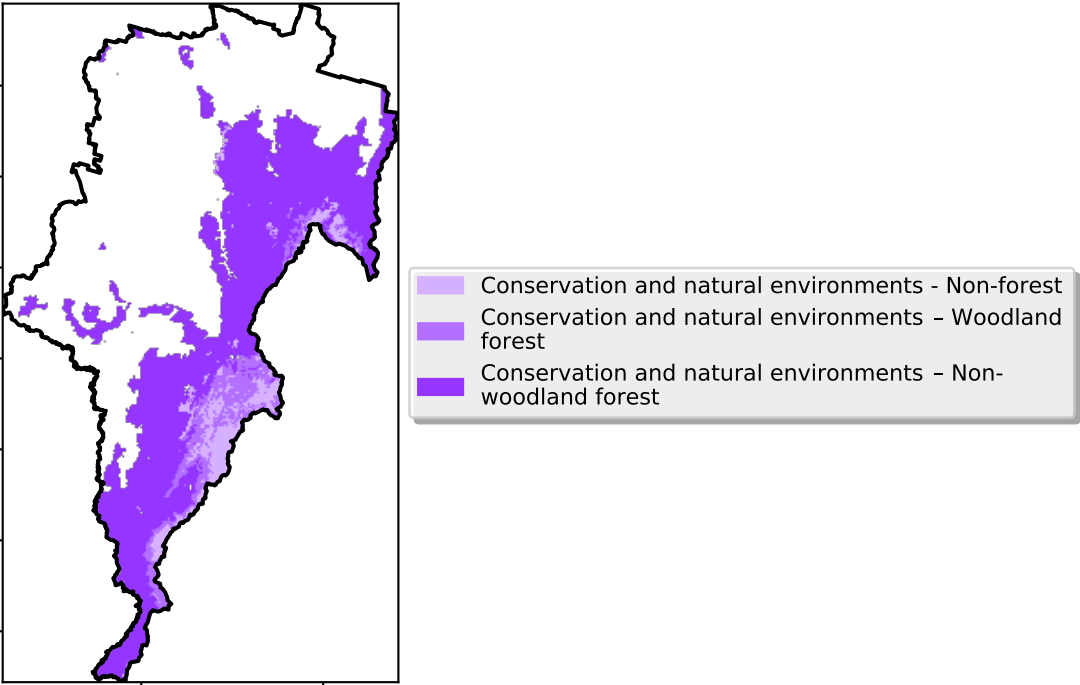 Conservation and natural environments - Non-forest
Conservation and natural environments – Woodland
forest
Conservation and natural environments – Non-
woodland forest